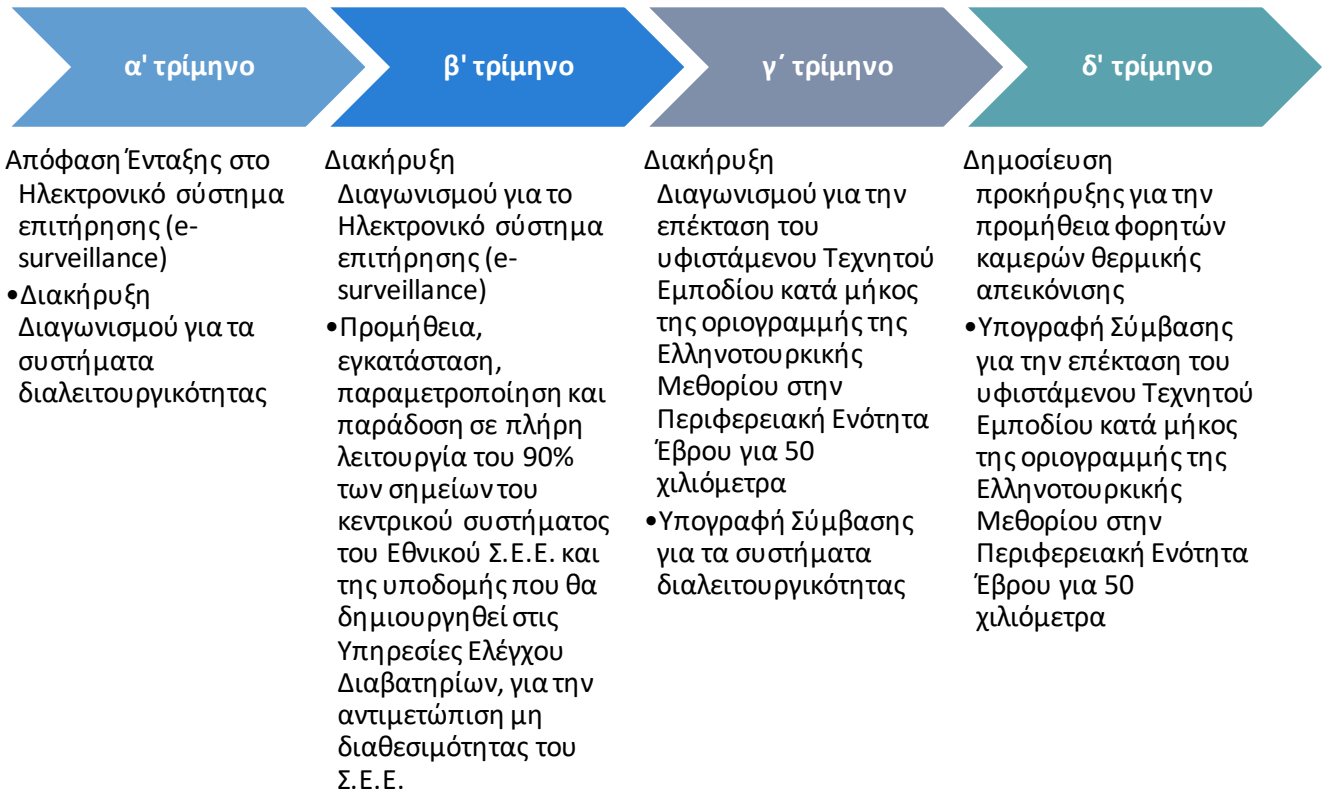 α' τρίμηνο
β' τρίμηνο
γ΄ τρίμηνο
δ' τρίμηνο
Απόφαση Ένταξης στο
Ηλεκτρονικό σύστημα
επιτήρησης (e-
surveillance)
•Διακήρυξη
Διαγωνισμού για τα
συστήματα
διαλειτουργικότητας
Διακήρυξη
Διαγωνισμού για το
Ηλεκτρονικό σύστημα
επιτήρησης (e-
surveillance)
•Προμήθεια,
εγκατάσταση,
παραμετροποίηση και
παράδοση σε πλήρη
λειτουργία του 90%
των σημείων του
κεντρικού συστήματος
του Εθνικού Σ.Ε.Ε. και
της υποδομής που θα
δημιουργηθεί στις
Υπηρεσίες Ελέγχου
Διαβατηρίων, για την
αντιμετώπιση μη
διαθεσιμότητας του
Σ.Ε.Ε.
Διακήρυξη
Διαγωνισμού για την
επέκταση του
υφιστάμενου Τεχνητού
Εμποδίου κατά μήκος
της οριογραμμής της
Ελληνοτουρκικής
Μεθορίου στην
Περιφερειακή Ενότητα
Έβρου για 50
χιλιόμετρα
•Υπογραφή Σύμβασης
για τα συστήματα
διαλειτουργικότητας
Δημοσίευση
προκήρυξης για την
προμήθεια φορητών
καμερών θερμικής
απεικόνισης
•Υπογραφή Σύμβασης
για την επέκταση του
υφιστάμενου Τεχνητού
Εμποδίου κατά μήκος
της οριογραμμής της
Ελληνοτουρκικής
Μεθορίου στην
Περιφερειακή Ενότητα
Έβρου για 50
χιλιόμετρα